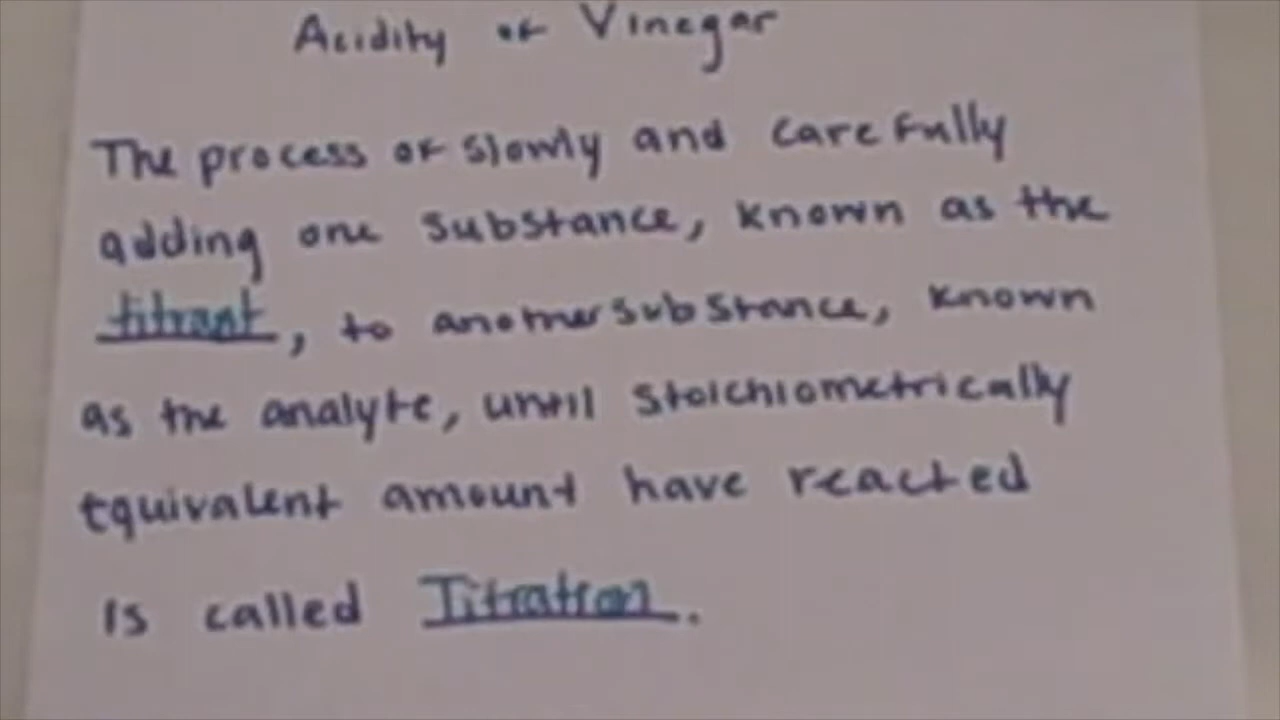 Acidity of Vinegar
The process of slowly and carefully
adding one substance, known as the
titrant, to another substance, known
as the analyte, until stoichiometrically
equivalent amount have reacted
is called Titration.